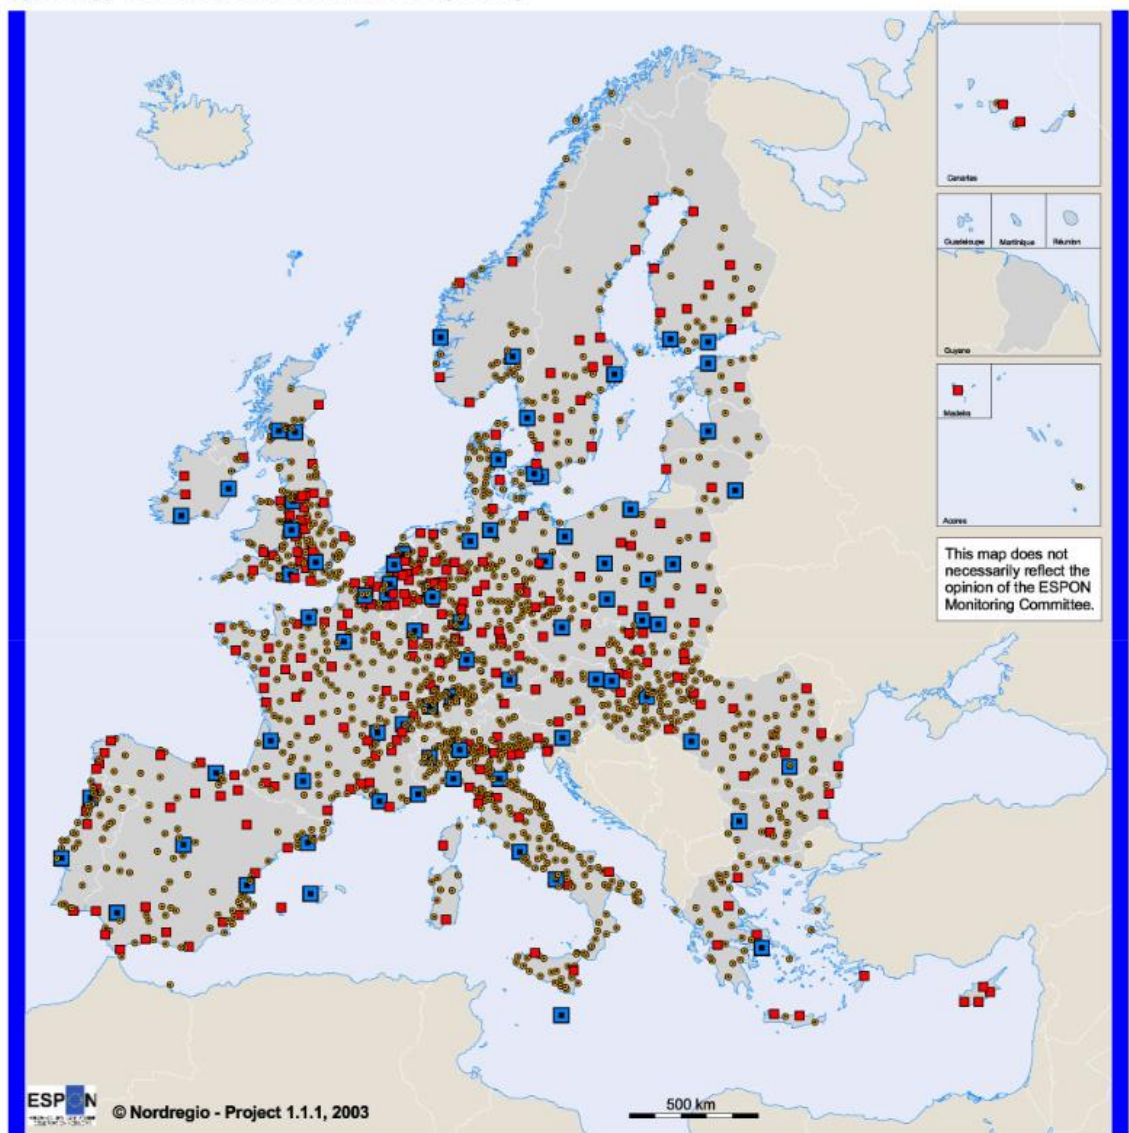 Canarias
Guadeloupe
Martinique
Réunion
Guyane
Madeira
Acores
This map does not
necessarily reflect the
opinion of the ESPON
Monitoring Committee.
ESPON
© Nordregio - Project 1.1.1, 2003
500 km